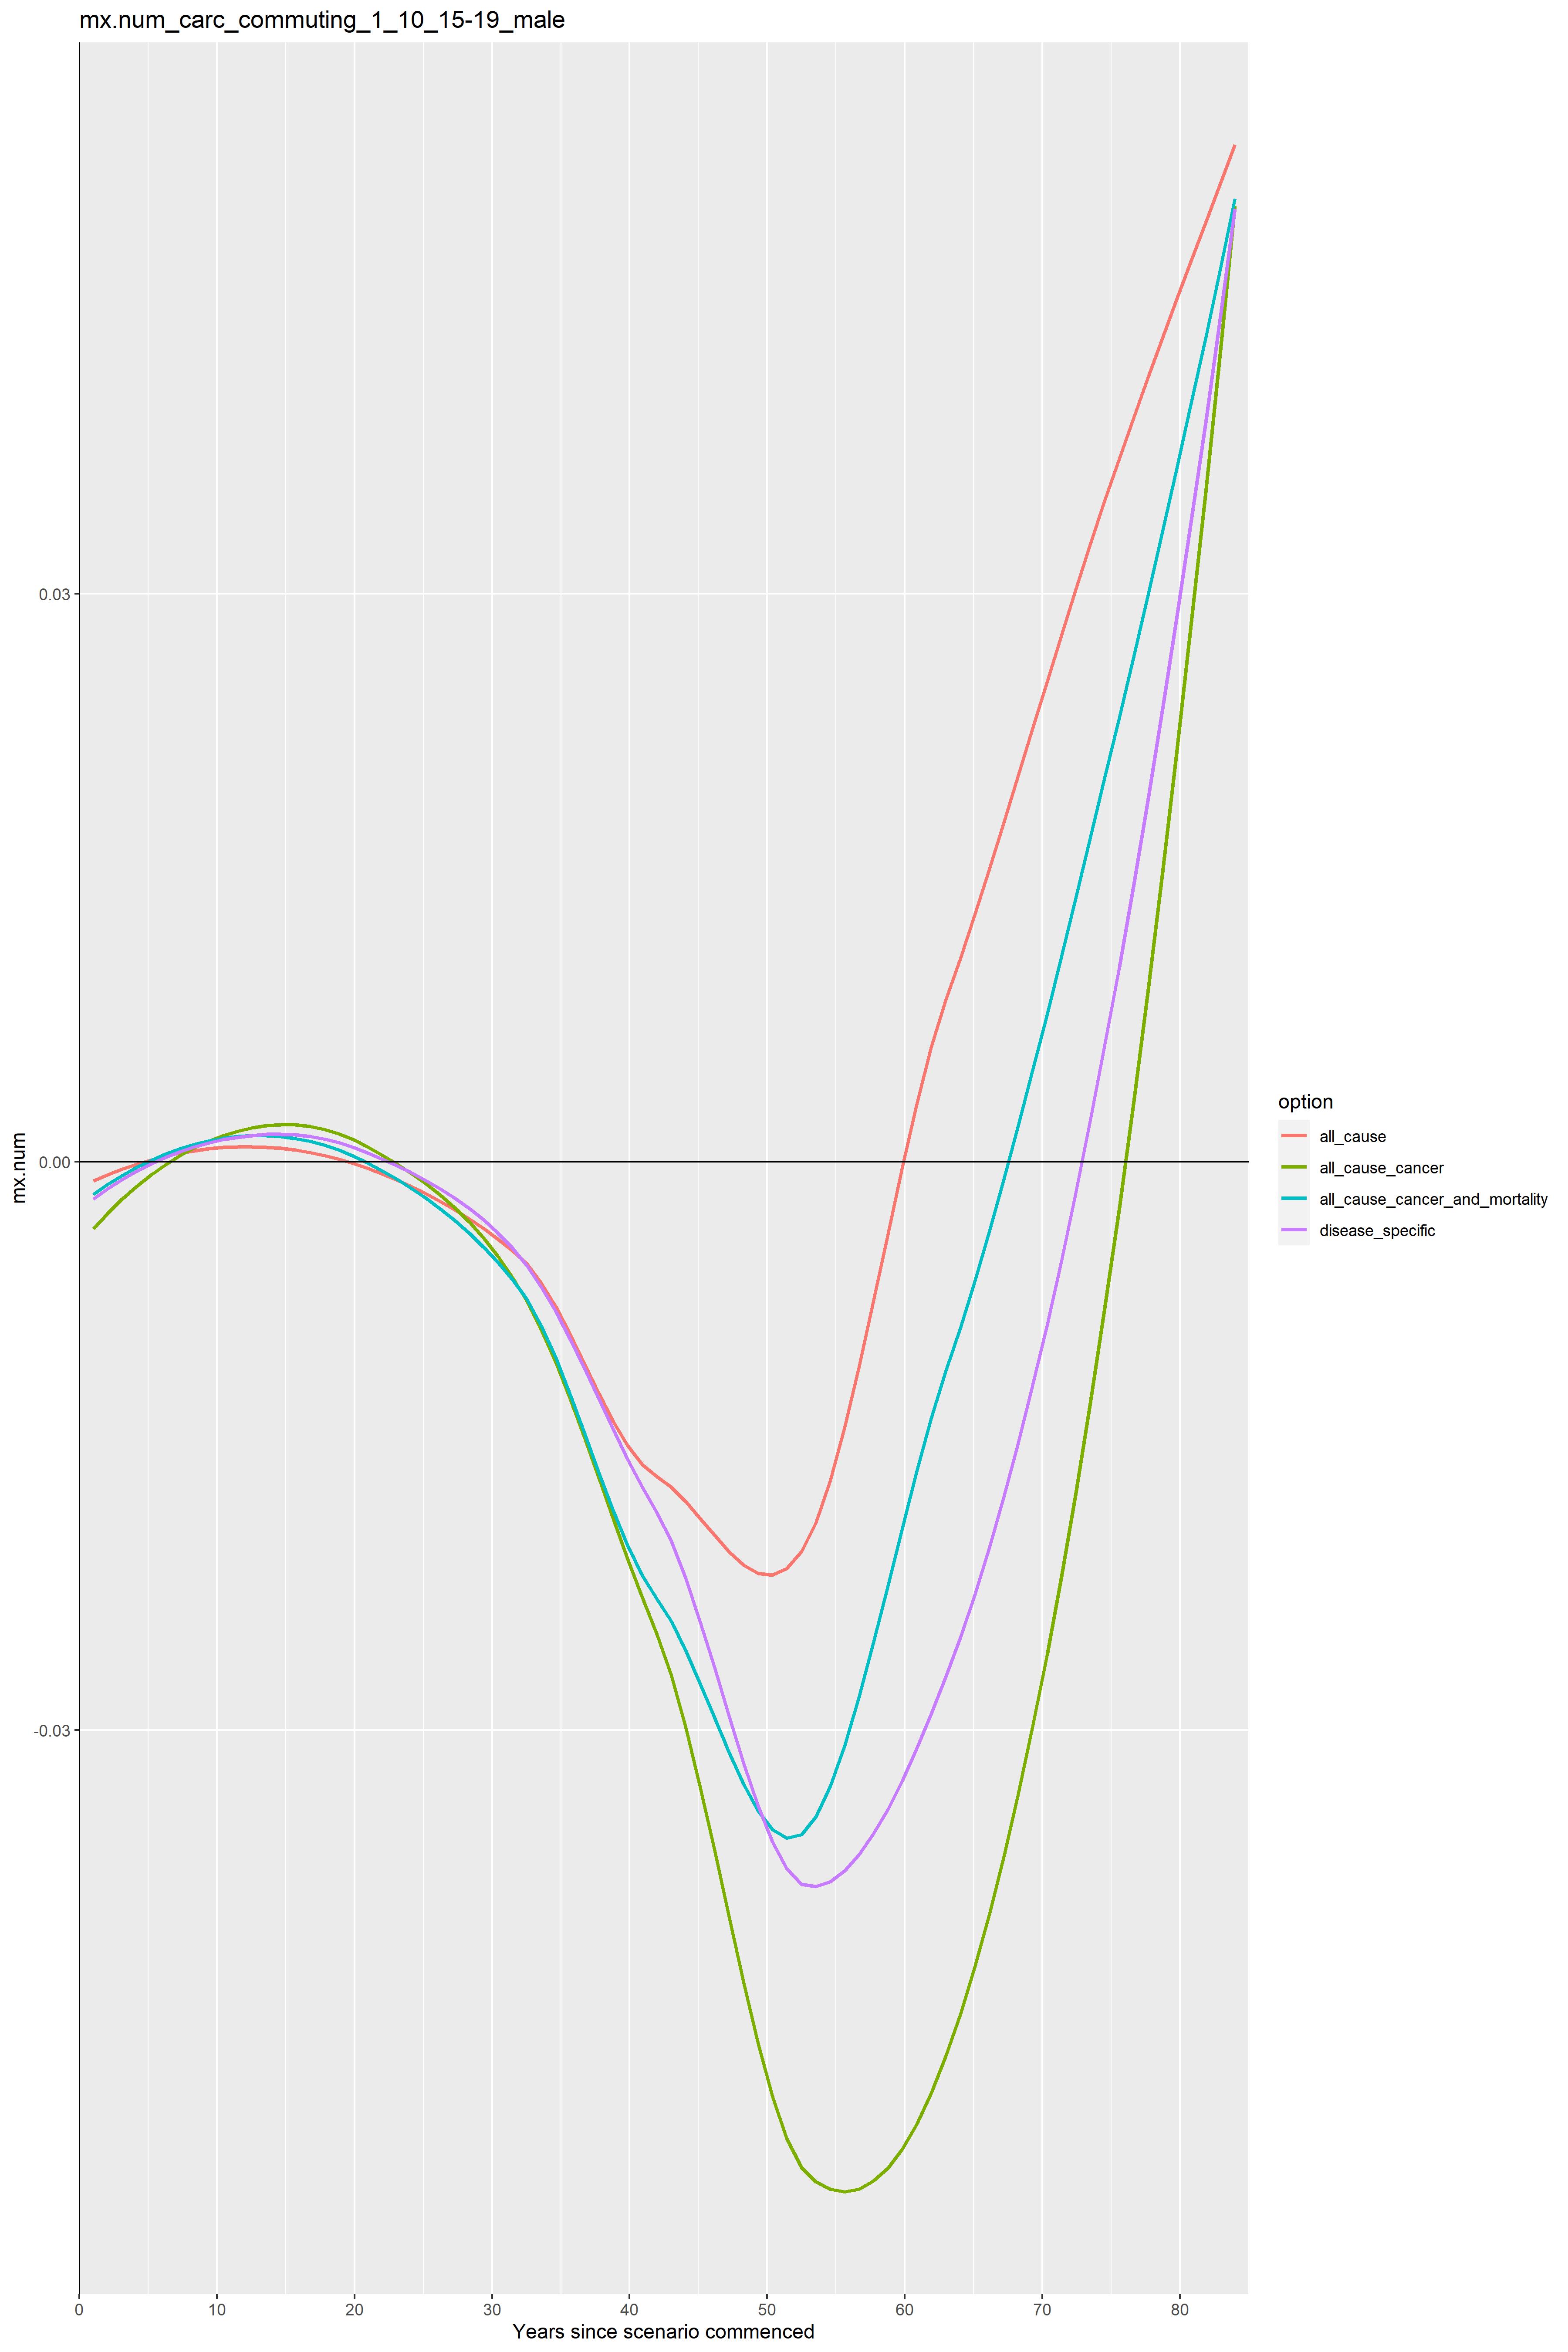 mx.num_carc_commuting_1_10_15-19_male
mx.num
0.03
0.00
-0.03
0 10 20 30 40 50 60 70 80
Years since scenario commenced
option
all_cause
all_cause_cancer
all_cause_cancer_and_mortality
disease_specific